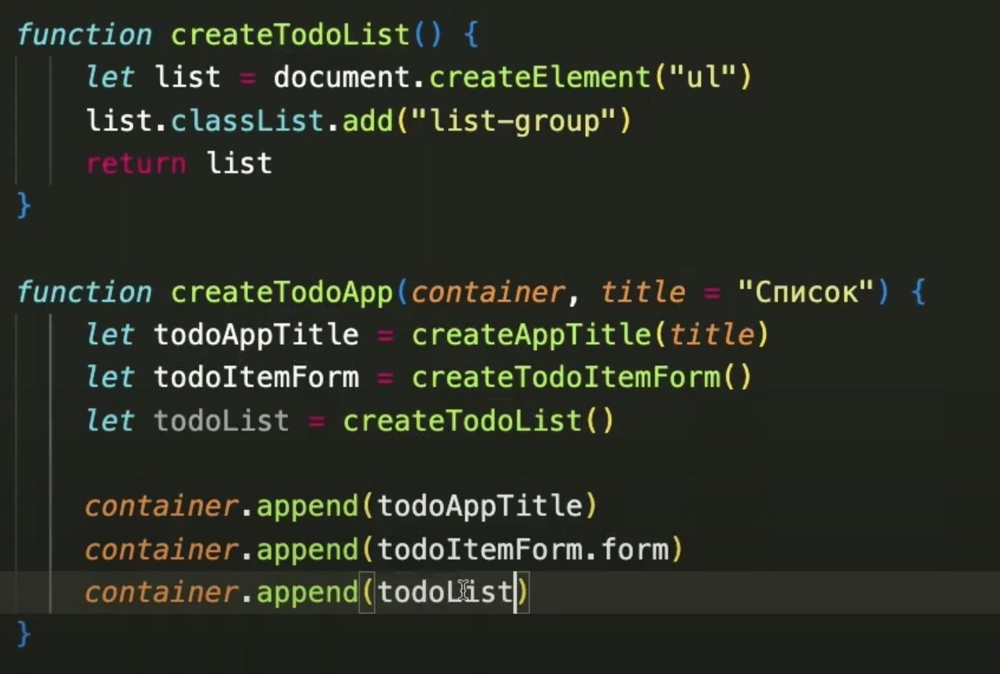 function createTodoList() {
let list = document.createElement("ul")
list.classList.add("list-group")
return list
}
function createTodoApp(container, title = "Список") {
let todoAppTitle = createAppTitle(title)
let todoItemForm = createTodoItemForm()
let todoList = createTodoList()
container.append(todoAppTitle)
container.append(todoItemForm.form)
container.append(todoList)
}